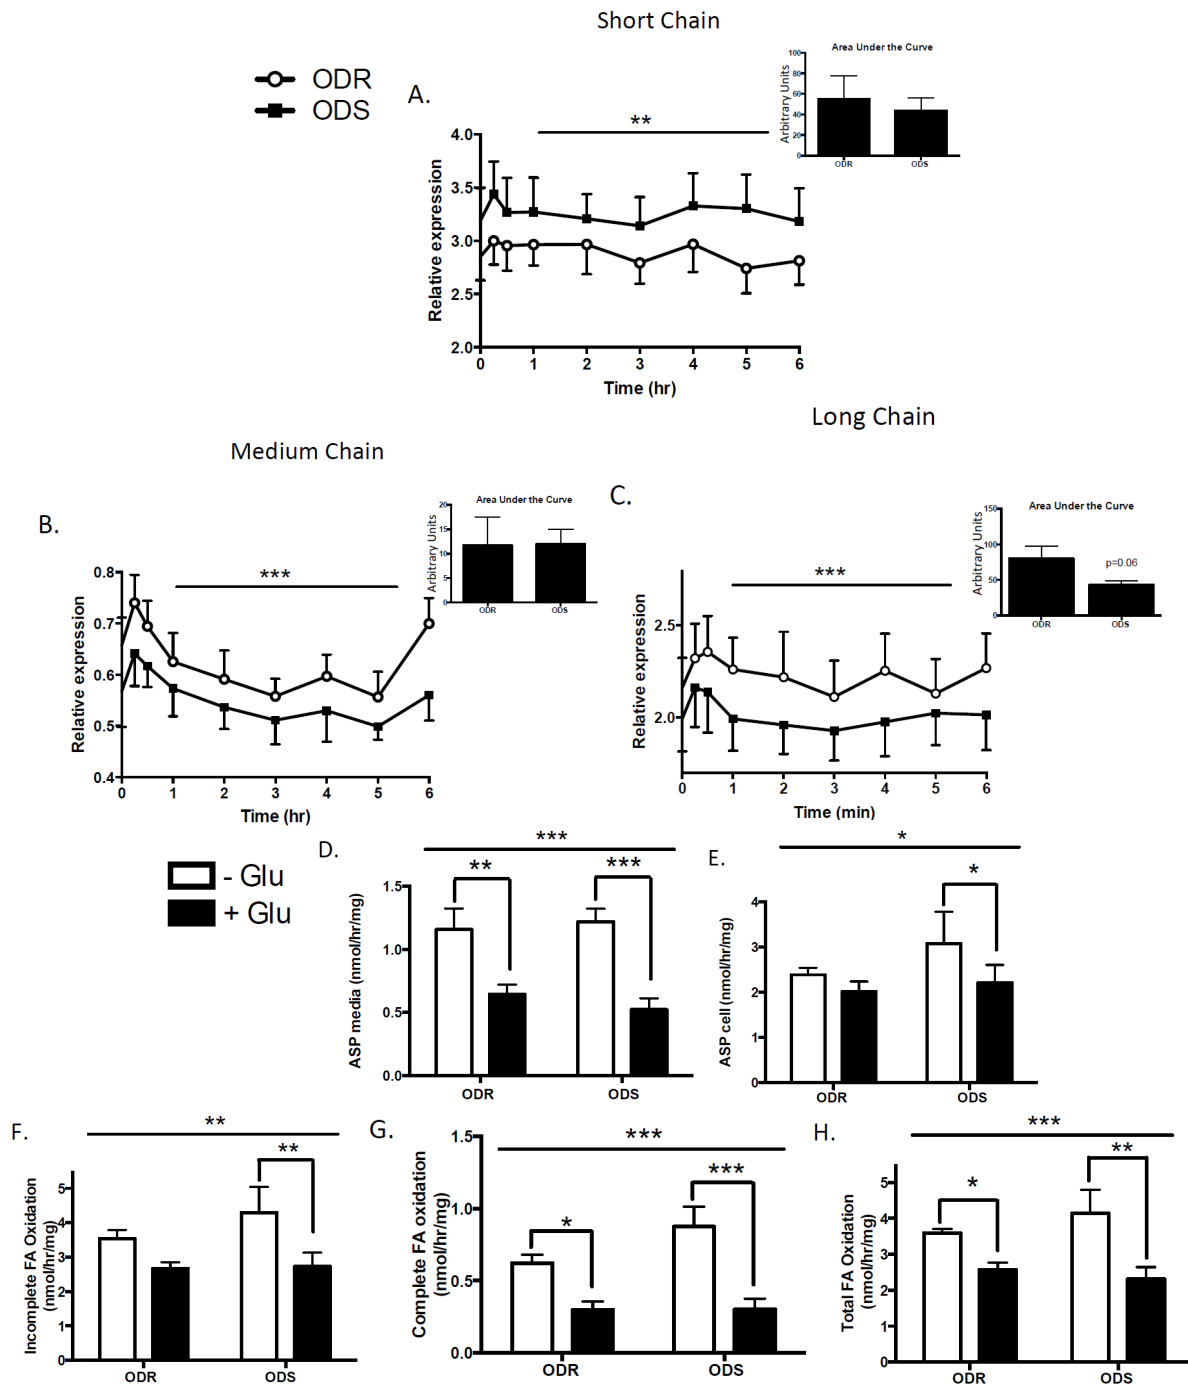 Short Chain
ODR
ODS
A.
**
4.0
3.5
3.0
2.5
2.0
Relative expression
0 1 2 3 4 5 6
Time (hr)
Area Under the Curve
100
80
60
40
20
0
Arbitrary Units
ODR ODS
Medium Chain
B.
***
0.8
0.7
0.6
0.5
0.4
Relative expression
0 1 2 3 4 5 6
Time (hr)
Area Under the Curve
20
15
10
5
0
Arbitrary Units
ODR ODS
Long Chain
C.
***
2.5
2.0
Relative expression
0 1 2 3 4 5 6
Time (min)
Area Under the Curve
150
100
50
0
Arbitrary Units
p=0.06
ODR ODS
- Glu
+ Glu
D.
***
** ***
1.5
1.0
0.5
0.0
ASP media (nmol/hr/mg)
ODR ODS
E.
*
*
4
3
2
1
0
ASP cell (nmol/hr/mg)
ODR ODS
F.
**
**
5
4
3
2
1
0
Incomplete FA Oxidation
(nmol/hr/mg)
ODR ODS
G.
***
* ***
1.5
1.0
0.5
0.0
Complete FA oxidation
(nmol/hr/mg)
ODR ODS
H.
***
* **
5
4
3
2
1
0
Total FA Oxidation
(nmol/hr/mg)
ODR ODS